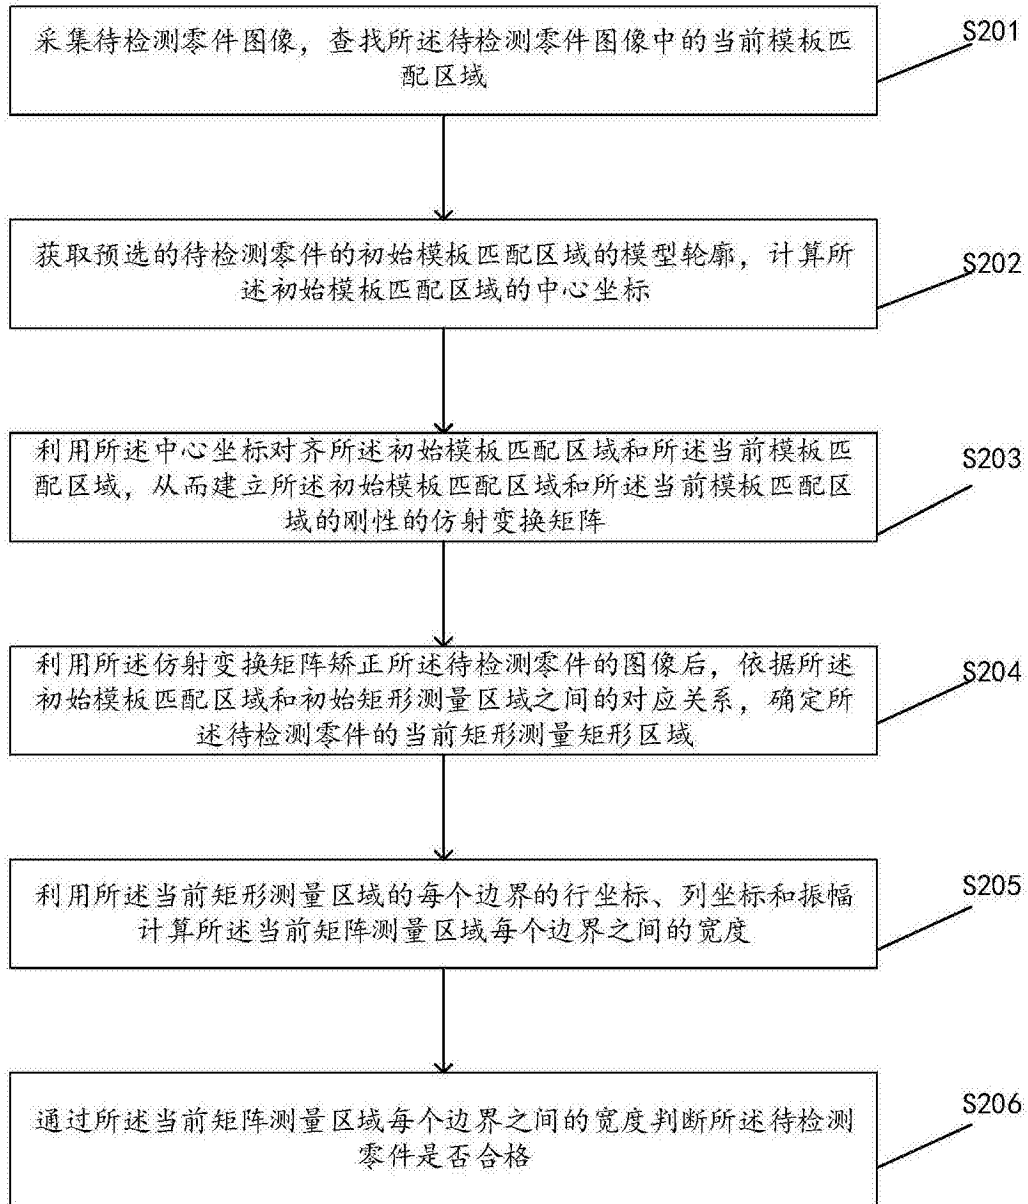 采集待检测零件图像，查找所述待检测零件图像中的当前模板匹
配区域
S201
获取预选的待检测零件的初始模板匹配区域的模型轮廓，计算所
述初始模板匹配区域的中心坐标
S202
利用所述中心坐标对齐所述初始模板匹配区域和所述当前模板匹
配区域，从而建立所述初始模板匹配区域和所述当前模板匹配区
域的刚性的仿射变换矩阵
S203
利用所述仿射变换矩阵矫正所述待检测零件的图像后，依据所述
初始模板匹配区域和初始矩形测量区域之间的对应关系，确定所
述待检测零件的当前矩形测量矩形区域
S204
利用所述当前矩形测量区域的每个边界的行坐标、列坐标和振幅
计算所述当前矩阵测量区域每个边界之间的宽度
S205
通过所述当前矩阵测量区域每个边界之间的宽度判断所述待检测
零件是否合格
S206